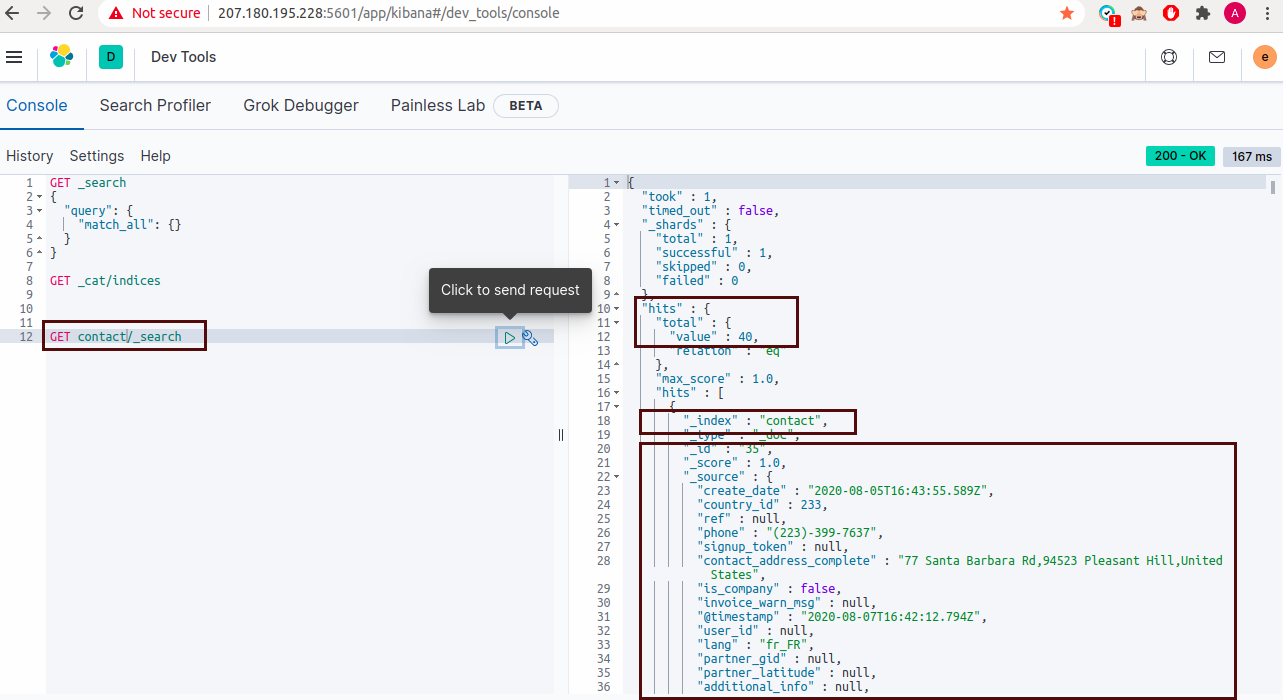 Not secure | 207.180.195.228:5601/app/kibana#/dev_tools/console
A
D Dev Tools
e
Console Search Profiler Grok Debugger Painless Lab BETA
History Settings Help
200 - OK 167 ms
1 GET _search
2 {
3 "query": {
4 "match_all": {}
5 }
6 }
7
8 GET _cat/indices
9
10
11
12 GET contact/_search
Click to send request
1 {
2 "took" : 1,
3 "timed_out" : false,
4 "_shards" : {
5 "total" : 1,
6 "successful" : 1,
7 "skipped" : 0,
8 "failed" : 0
9 },
10 "hits" : {
11 "total" : {
12 "value" : 40,
13 "relation" : "eq"
14 },
15 "max_score" : 1.0,
16 "hits" : [
17 {
18 "_index" : "contact",
19 "_type" : "_doc",
20 "_id" : "35",
21 "_score" : 1.0,
22 "_source" : {
23 "create_date" : "2020-08-05T16:43:55.589Z",
24 "country_id" : 233,
25 "ref" : null,
26 "phone" : "(223)-399-7637",
27 "signup_token" : null,
28 "contact_address_complete" : "77 Santa Barbara Rd,94523 Pleasant Hill,United
States",
29 "is_company" : false,
30 "invoice_warn_msg" : null,
31 "@timestamp" : "2020-08-07T16:42:12.794Z",
32 "user_id" : null,
33 "lang" : "fr_FR",
34 "partner_gid" : null,
35 "partner_latitude" : null,
36 "additional_info" : null,